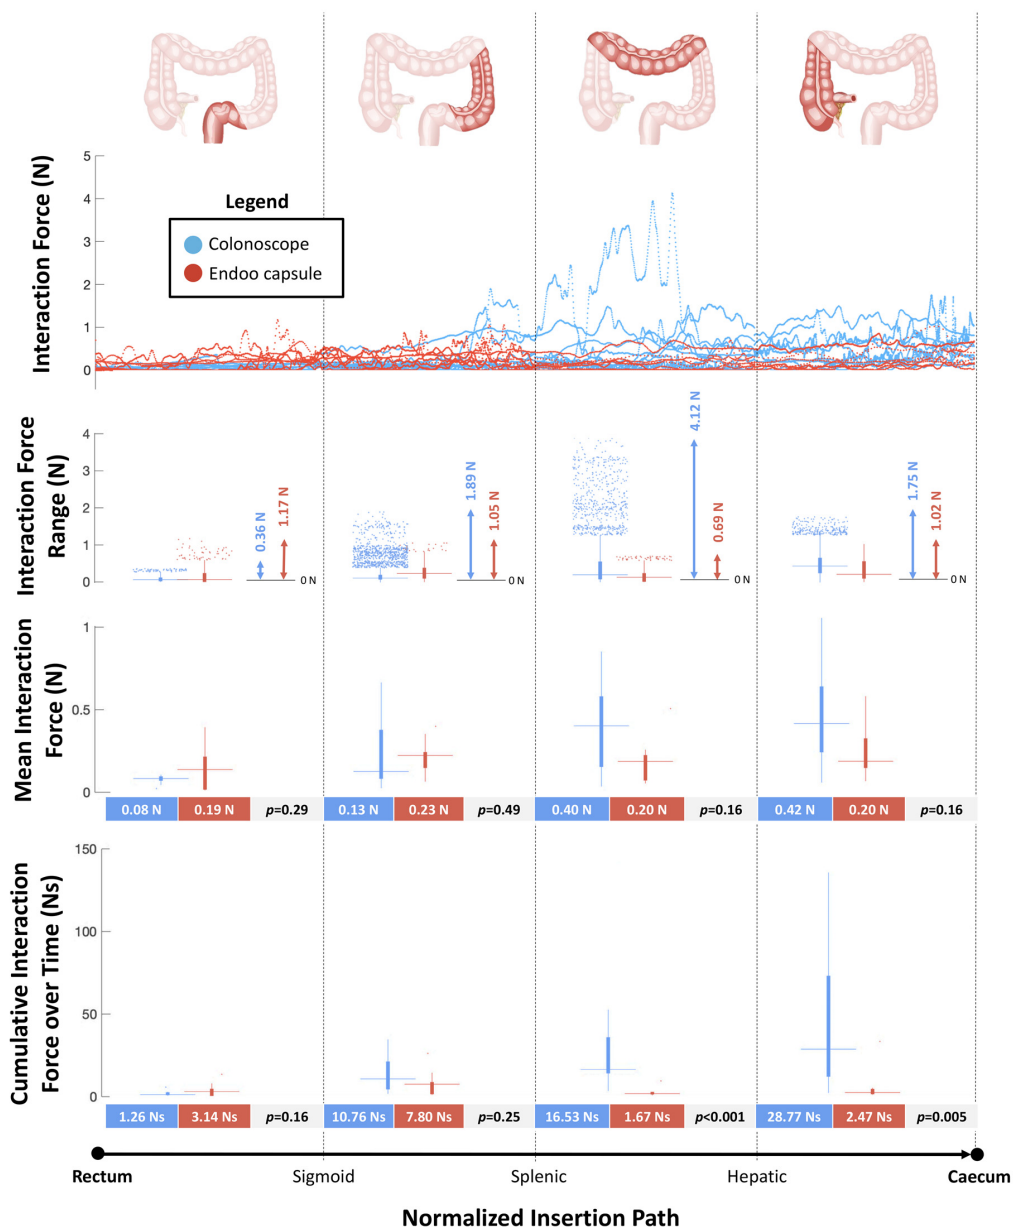 Interaction Force (N)
5
4
3
2
1
0
Legend
Colonoscope
Endoo capsule
Interaction Force
Range (N)
4
3
2
1
0
0.36 N
1.17 N
0 N
1.89 N
1.05 N
0 N
4.12 N
0.69 N
0 N
1.75 N
1.02 N
0 N
Mean Interaction
Force (N)
1
0.5
0
0.08 N 0.19 N p=0.29 0.13 N 0.23 N p=0.49 0.40 N 0.20 N p=0.16 0.42 N 0.20 N p=0.16
Cumulative Interaction
Force over Time (Ns)
150
100
50
0
1.26 Ns 3.14 Ns p=0.16 10.76 Ns 7.80 Ns p=0.25 16.53 Ns 1.67 Ns p<0.001 28.77 Ns 2.47 Ns p=0.005
Rectum Sigmoid Splenic Hepatic Caecum
Normalized Insertion Path